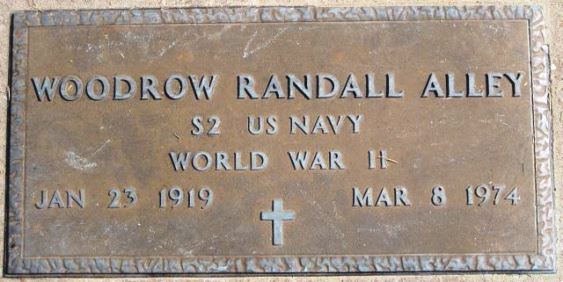 WOODROW RANDALL ALLEY
S2 US NAVY
WORLD WAR II
JAN 23 1919 MAR 8 1974